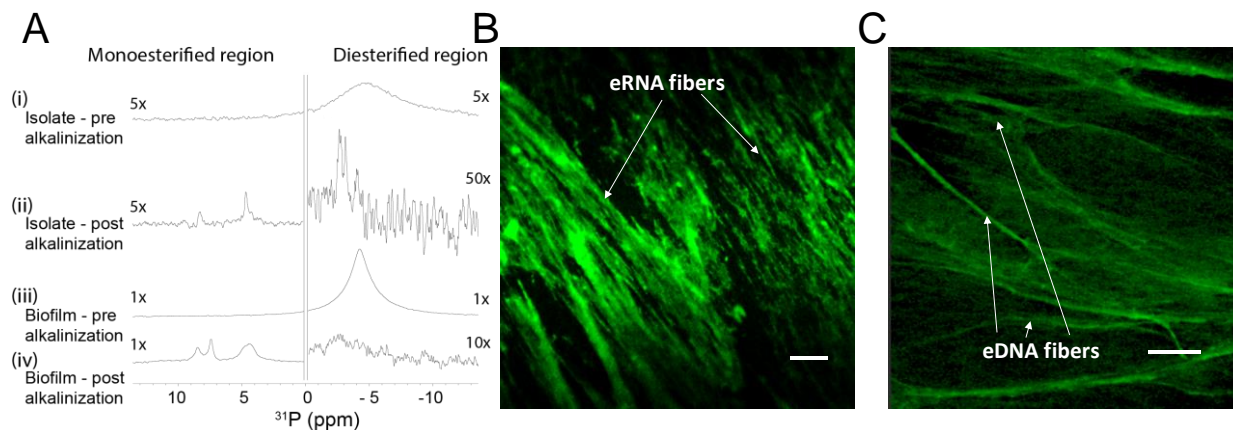 A
B
C
Monoesterified region
Diesterified region
(i)
5x
5x
Isolate - pre
alkalinization
(ii)
5x
50x
Isolate - post
alkalinization
(iii)
1x
1x
Biofilm - pre
alkalinization
(iv)
1x
10x
Biofilm - post
alkalinization
10 5 0 - 5 -10
³¹P (ppm)
eRNA fibers
eDNA fibers